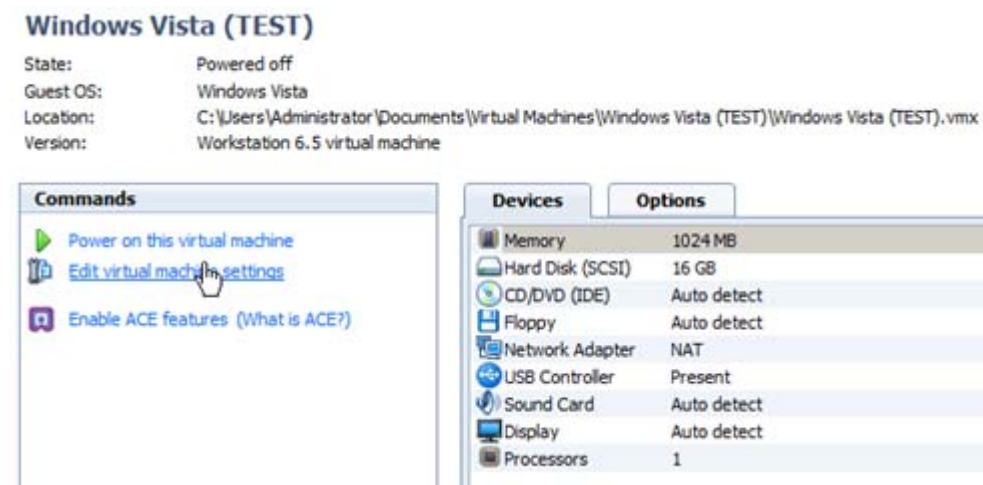 Windows Vista (TEST)
State: Powered off
Guest OS: Windows Vista
Location: C:\Users\Administrator\Documents\Virtual Machines\Windows Vista (TEST)\Windows Vista (TEST).vmx
Version: Workstation 6.5 virtual machine
Commands
Power on this virtual machine
Edit virtual machine settings
Enable ACE features (What is ACE?)
Devices Options
Memory 1024 MB
Hard Disk (SCSI) 16 GB
CD/DVD (IDE) Auto detect
Floppy Auto detect
Network Adapter NAT
USB Controller Present
Sound Card Auto detect
Display Auto detect
Processors 1